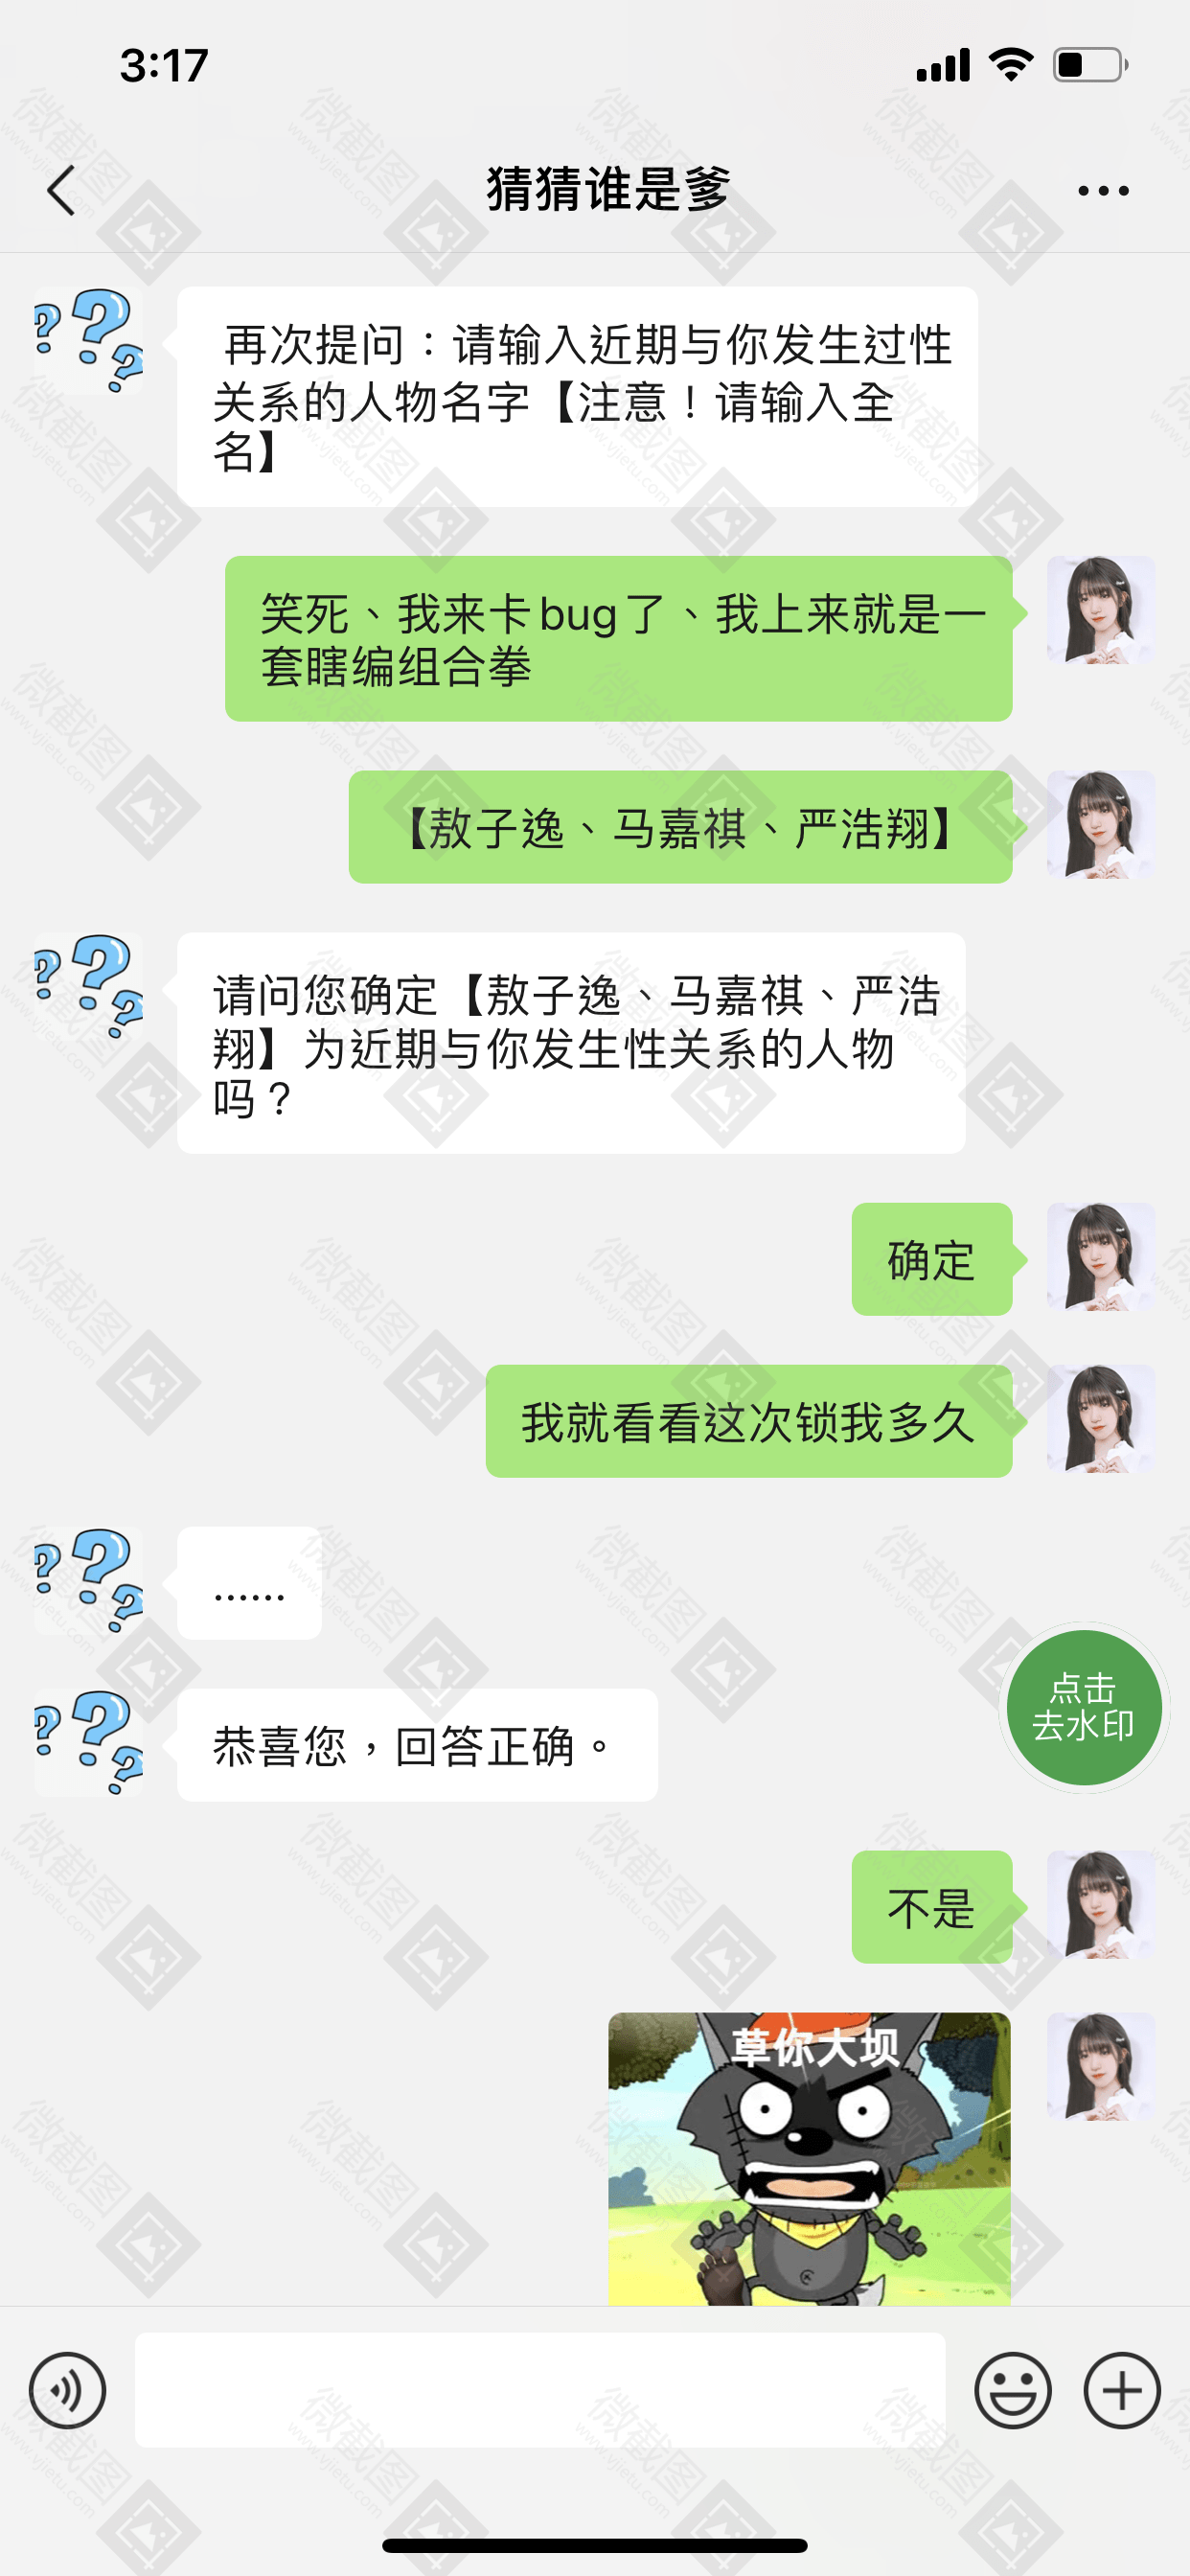 3:17
猜猜谁是爹
再次提问：请输入近期与你发生过性
关系的人物名字【注意！请输入全
名】
笑死、我来卡bug了、我上来就是一
套瞎编组合拳
【敖子逸、马嘉祺、严浩翔】
请问您确定【敖子逸、马嘉祺、严浩
翔】为近期与你发生性关系的人物
吗？
确定
我就看看这次锁我多久
……
恭喜您，回答正确。
点击
去水印
不是
草你大坝
微截图
www.vjietu.com